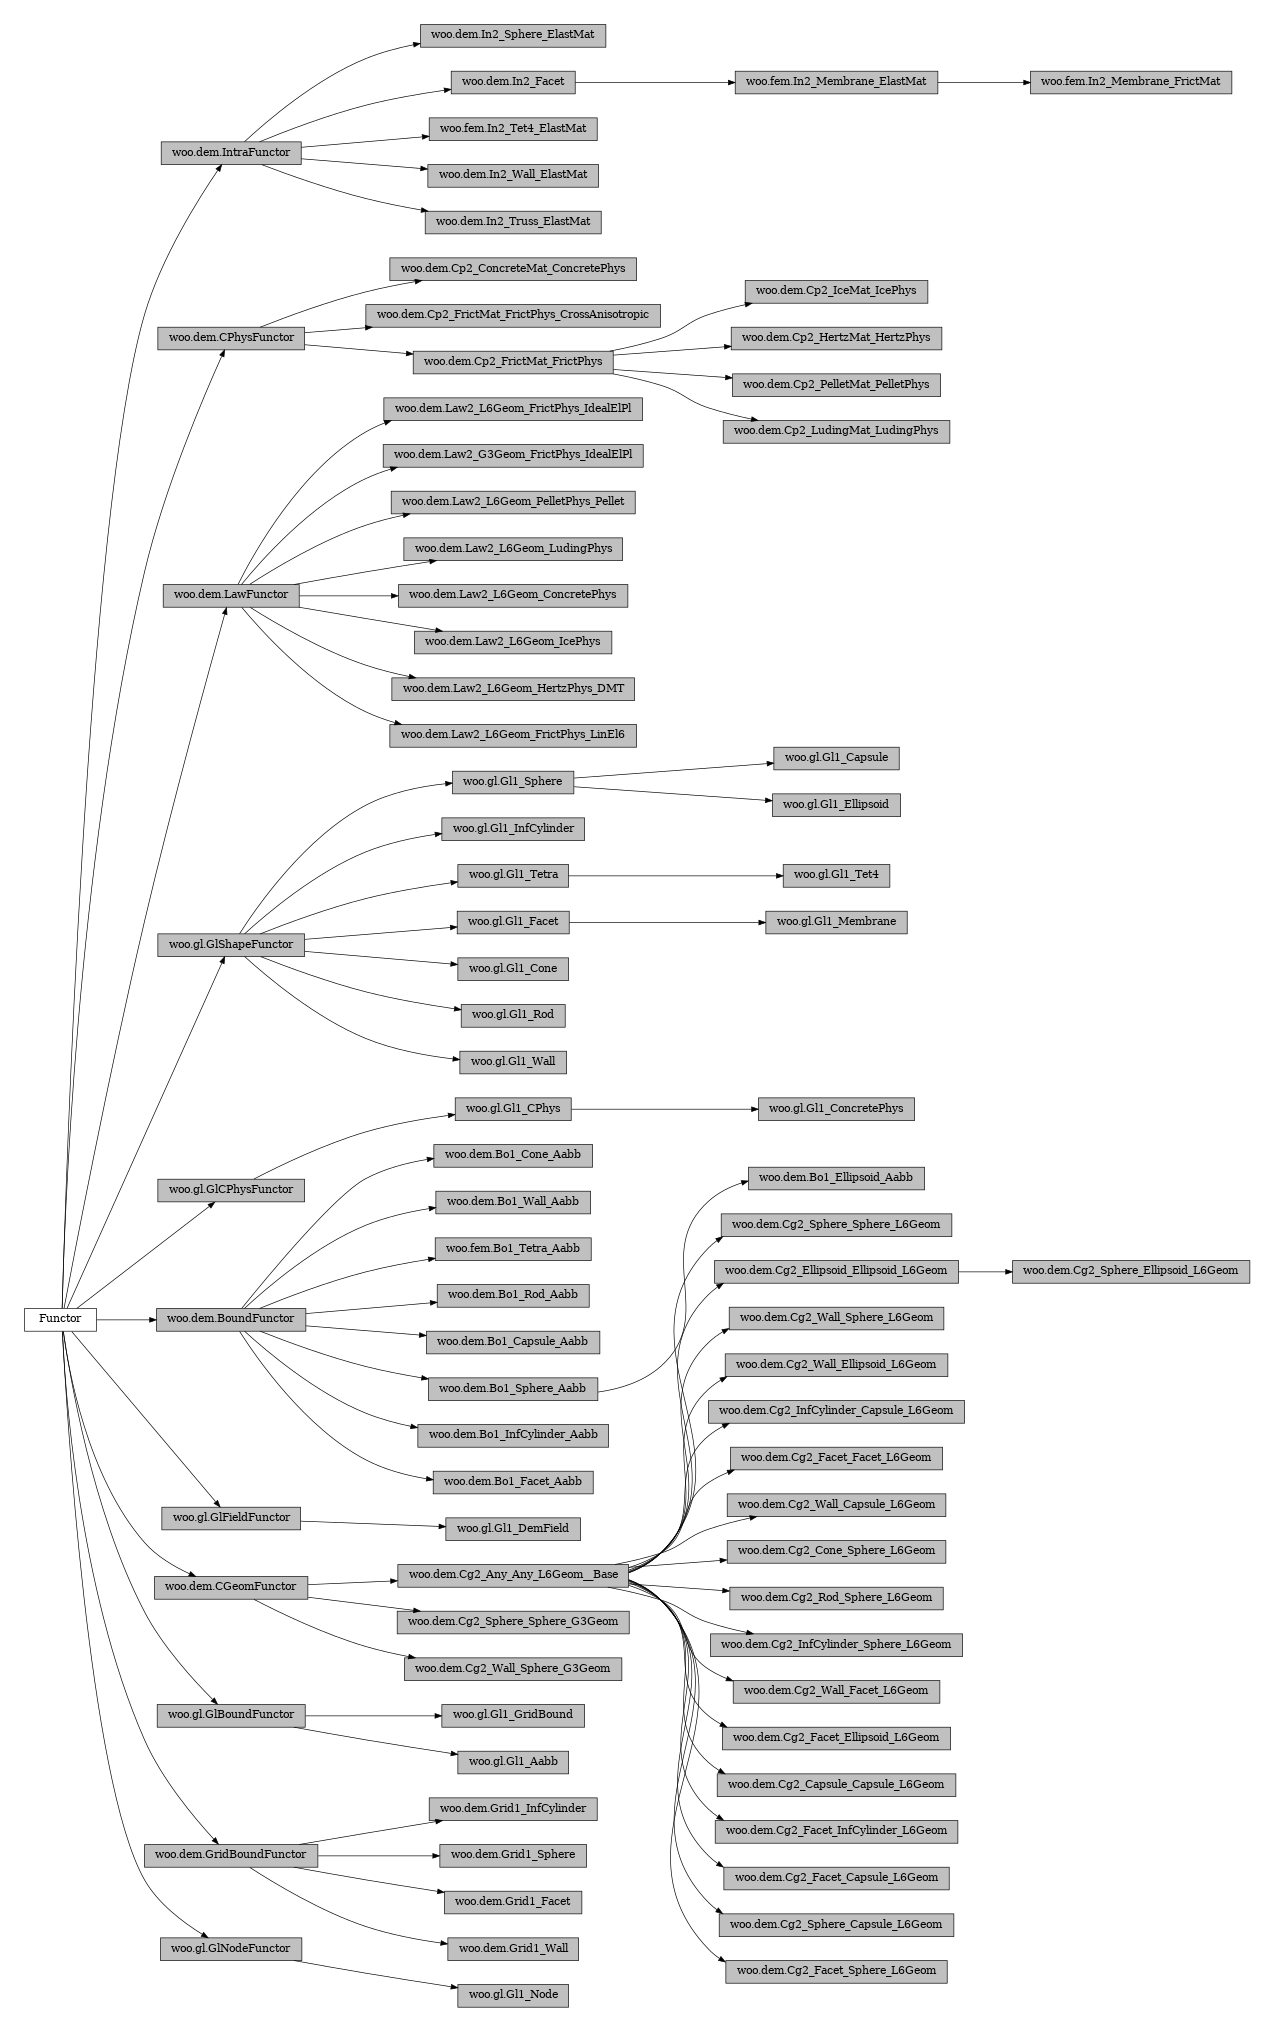 woo.dem.In2_Sphere_ElastMat
woo.dem.In2_Facet
woo.fem.In2_Membrane_ElastMat
woo.fem.In2_Membrane_FrictMat
woo.fem.In2_Tet4_ElastMat
woo.dem.IntraFunctor
woo.dem.In2_Wall_ElastMat
woo.dem.In2_Truss_ElastMat
woo.dem.Cp2_ConcreteMat_ConcretePhys
woo.dem.Cp2_IceMat_IcePhys
woo.dem.Cp2_FrictMat_FrictPhys_CrossAnisotropic
woo.dem.CPhysFunctor
woo.dem.Cp2_HertzMat_HertzPhys
woo.dem.Cp2_FrictMat_FrictPhys
woo.dem.Cp2_PelletMat_PelletPhys
woo.dem.Law2_L6Geom_FrictPhys_IdealElPl
woo.dem.Cp2_LudingMat_LudingPhys
woo.dem.Law2_G3Geom_FrictPhys_IdealElPl
woo.dem.Law2_L6Geom_PelletPhys_Pellet
woo.dem.Law2_L6Geom_LudingPhys
woo.dem.LawFunctor
woo.dem.Law2_L6Geom_ConcretePhys
woo.dem.Law2_L6Geom_IcePhys
woo.dem.Law2_L6Geom_HertzPhys_DMT
woo.dem.Law2_L6Geom_FrictPhys_LinEl6
woo.gl.Gl1_Capsule
woo.gl.Gl1_Sphere
woo.gl.Gl1_Ellipsoid
woo.gl.Gl1_InfCylinder
woo.gl.Gl1_Tetra
woo.gl.Gl1_Tet4
woo.gl.Gl1_Facet
woo.gl.Gl1_Membrane
woo.gl.GlShapeFunctor
woo.gl.Gl1_Cone
woo.gl.Gl1_Rod
woo.gl.Gl1_Wall
woo.gl.Gl1_CPhys
woo.gl.Gl1_ConcretePhys
woo.dem.Bo1_Cone_Aabb
woo.dem.Bo1_Ellipsoid_Aabb
woo.gl.GlCPhysFunctor
woo.dem.Bo1_Wall_Aabb
woo.dem.Cg2_Sphere_Sphere_L6Geom
woo.fem.Bo1_Tetra_Aabb
woo.dem.Cg2_Ellipsoid_Ellipsoid_L6Geom
woo.dem.Cg2_Sphere_Ellipsoid_L6Geom
woo.dem.Bo1_Rod_Aabb
Functor
woo.dem.BoundFunctor
woo.dem.Cg2_Wall_Sphere_L6Geom
woo.dem.Bo1_Capsule_Aabb
woo.dem.Cg2_Wall_Ellipsoid_L6Geom
woo.dem.Bo1_Sphere_Aabb
woo.dem.Cg2_InfCylinder_Capsule_L6Geom
woo.dem.Bo1_InfCylinder_Aabb
woo.dem.Cg2_Facet_Facet_L6Geom
woo.dem.Bo1_Facet_Aabb
woo.dem.Cg2_Wall_Capsule_L6Geom
woo.gl.GlFieldFunctor
woo.gl.Gl1_DemField
woo.dem.Cg2_Cone_Sphere_L6Geom
woo.dem.Cg2_Any_Any_L6Geom__Base
woo.dem.CGeomFunctor
woo.dem.Cg2_Rod_Sphere_L6Geom
woo.dem.Cg2_Sphere_Sphere_G3Geom
woo.dem.Cg2_InfCylinder_Sphere_L6Geom
woo.dem.Cg2_Wall_Sphere_G3Geom
woo.dem.Cg2_Wall_Facet_L6Geom
woo.gl.GlBoundFunctor
woo.gl.Gl1_GridBound
woo.dem.Cg2_Facet_Ellipsoid_L6Geom
woo.gl.Gl1_Aabb
woo.dem.Cg2_Capsule_Capsule_L6Geom
woo.dem.Grid1_InfCylinder
woo.dem.Cg2_Facet_InfCylinder_L6Geom
woo.dem.GridBoundFunctor
woo.dem.Grid1_Sphere
woo.dem.Cg2_Facet_Capsule_L6Geom
woo.dem.Grid1_Facet
woo.dem.Cg2_Sphere_Capsule_L6Geom
woo.gl.GlNodeFunctor
woo.dem.Grid1_Wall
woo.dem.Cg2_Facet_Sphere_L6Geom
woo.gl.Gl1_Node